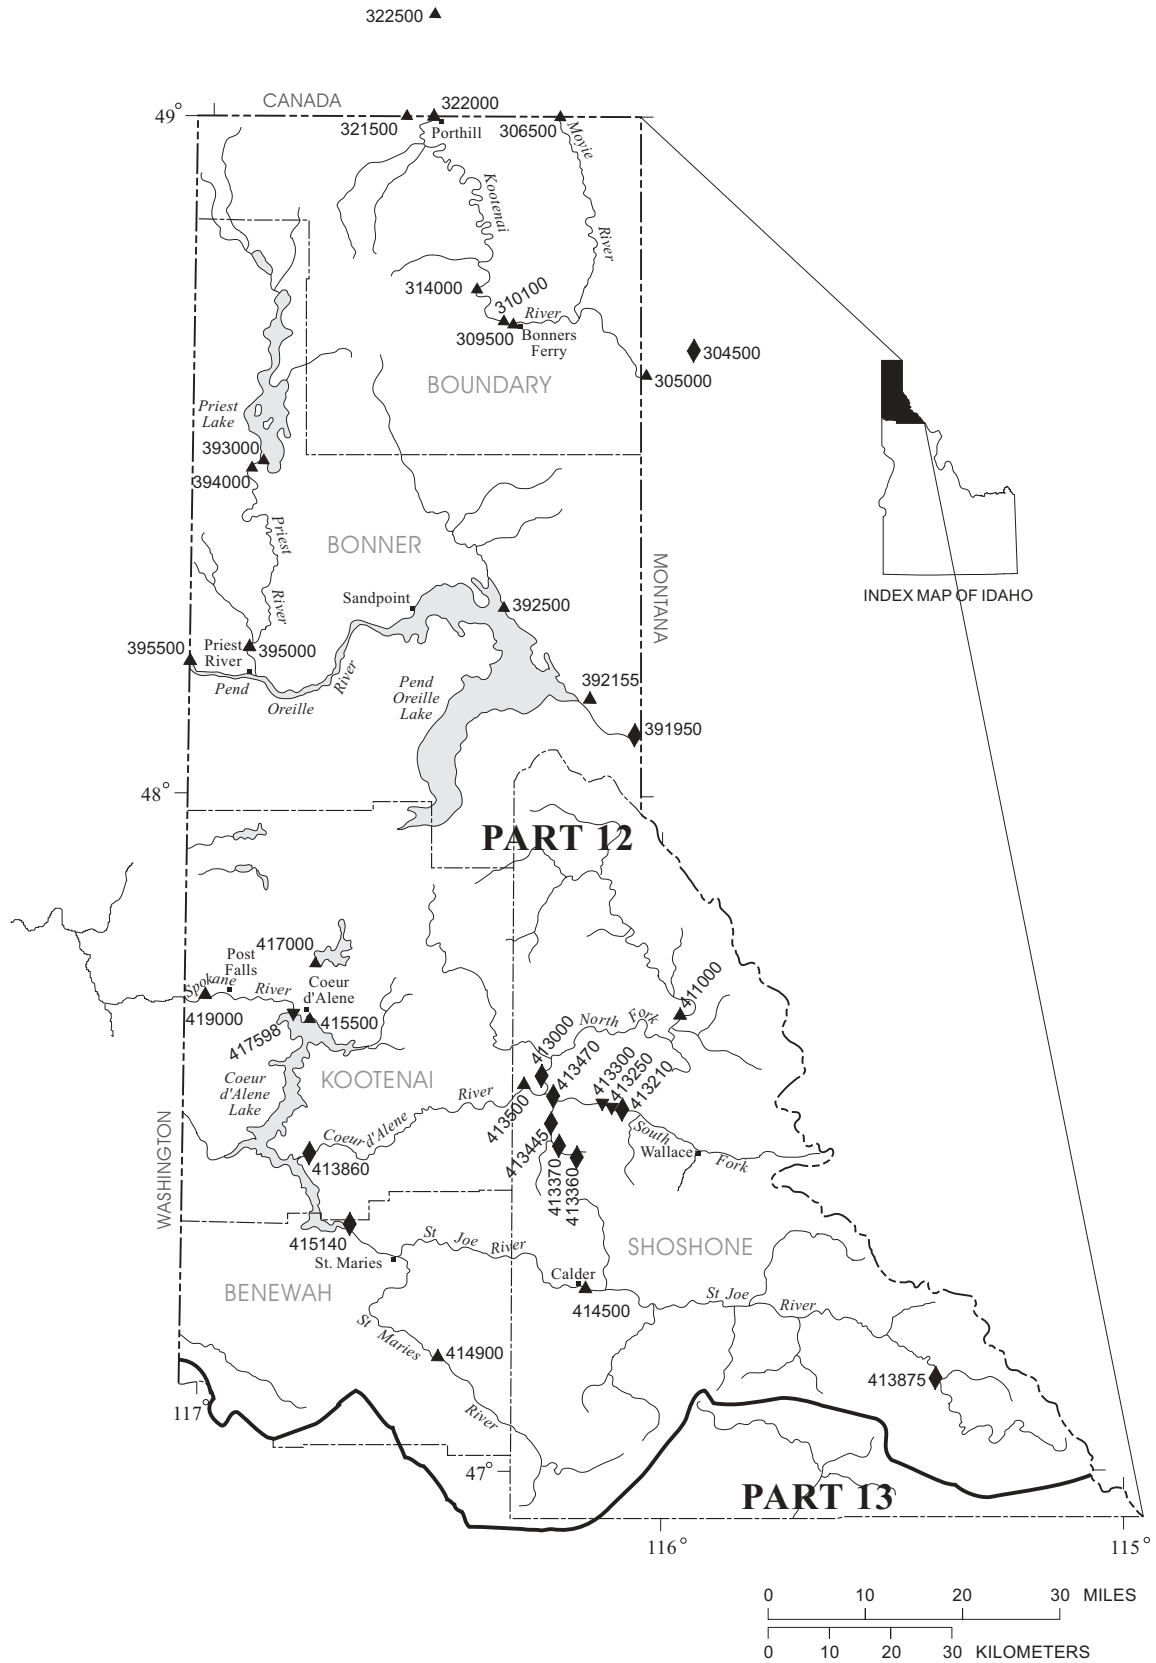 322500
CANADA
49°
322000
321500
Porthill
306500
Moyie
River
Kootenai
314000
310100
River
309500
Bonners
Ferry
304500
305000
BOUNDARY
Priest
Lake
393000
394000
Priest
River
BONNER
MONTANA
INDEX MAP OF IDAHO
Sandpoint
392500
395500
Priest
River
395000
Pend
Oreille
River
Pend
Oreille
Lake
392155
391950
48°
PART 12
417000
Post
Falls
Spokane
River
Coeur
d'Alene
419000
417598
415500
411000
North
Fork
413000
413470
413300
413250
413210
Coeur
d'Alene
Lake
KOOTENAI
River
413500
Coeur d'Alene
413445
413370
413360
South
Wallace
Fork
413860
WASHINGTON
415140
St. Maries
St Joe River
SHOSHONE
BENEWAH
Calder
414500
St Joe
River
St Maries
414900
River
413875
117°
47°
PART 13
116°
115°
0 10 20 30 MILES
0 10 20 30 KILOMETERS